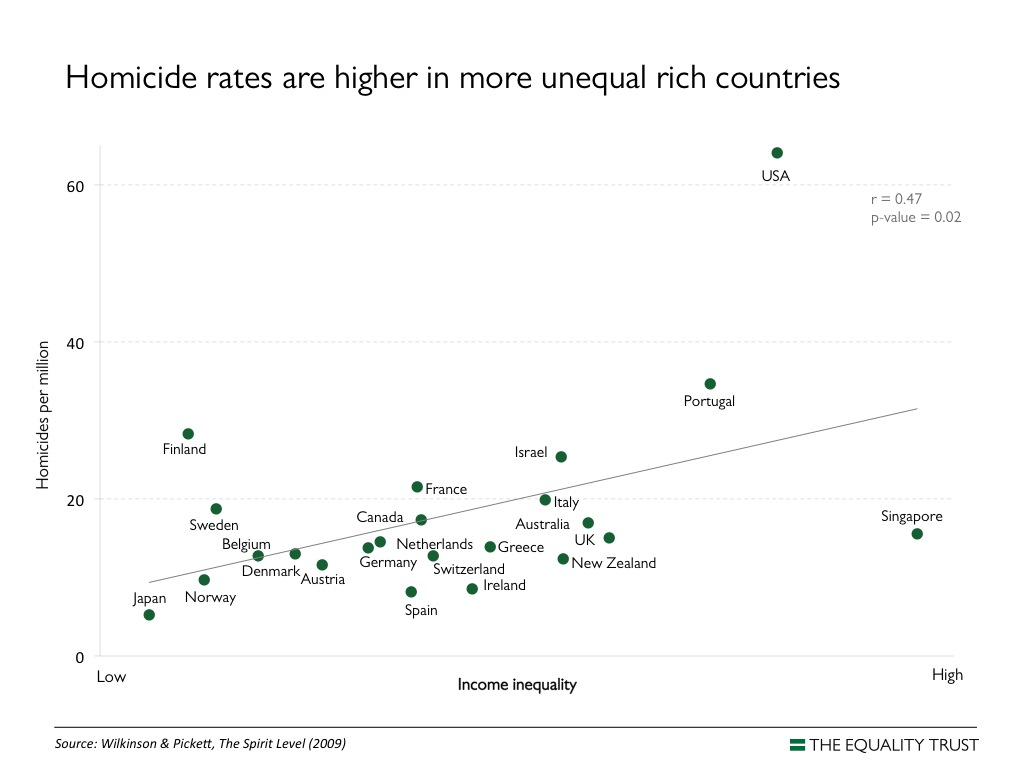 Homicide rates are higher in more unequal rich countries
USA
60
r = 0.47
p-value = 0.02
Homicides per million
40
Portugal
Finland
Israel
France
20
Italy
Canada
Singapore
Sweden
Australia
Belgium
Netherlands
UK
Greece
Germany
New Zealand
Denmark
Switzerland
Austria
Ireland
Japan
Norway
Spain
0
Low
High
Income inequality
Source: Wilkinson & Pickett, The Spirit Level (2009)
THE EQUALITY TRUST